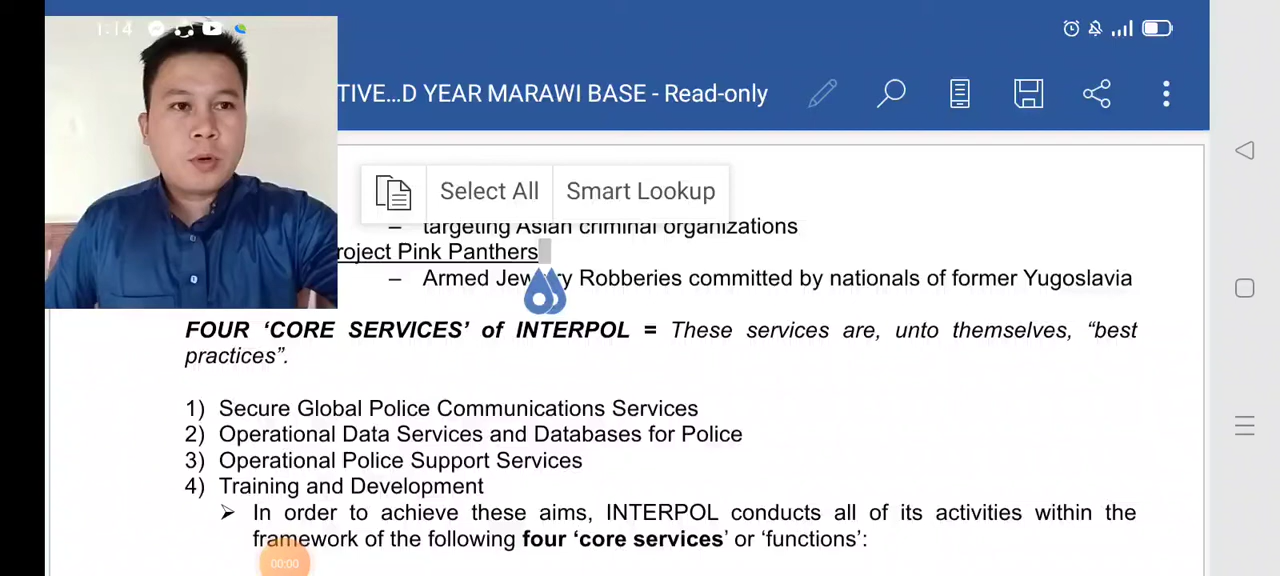 1:14
TIVE...D YEAR MARAWI BASE - Read-only
Select All
Smart Lookup
targeting Asian criminal organizations
roject Pink Panthers
– Armed Jew ry Robberies committed by nationals of former Yugoslavia
FOUR ‘CORE SERVICES’ of INTERPOL = These services are, unto themselves, “best
practices”.
1) Secure Global Police Communications Services
2) Operational Data Services and Databases for Police
3) Operational Police Support Services
4) Training and Development
➢ In order to achieve these aims, INTERPOL conducts all of its activities within the
framework of the following four ‘core services’ or ‘functions’:
00:00